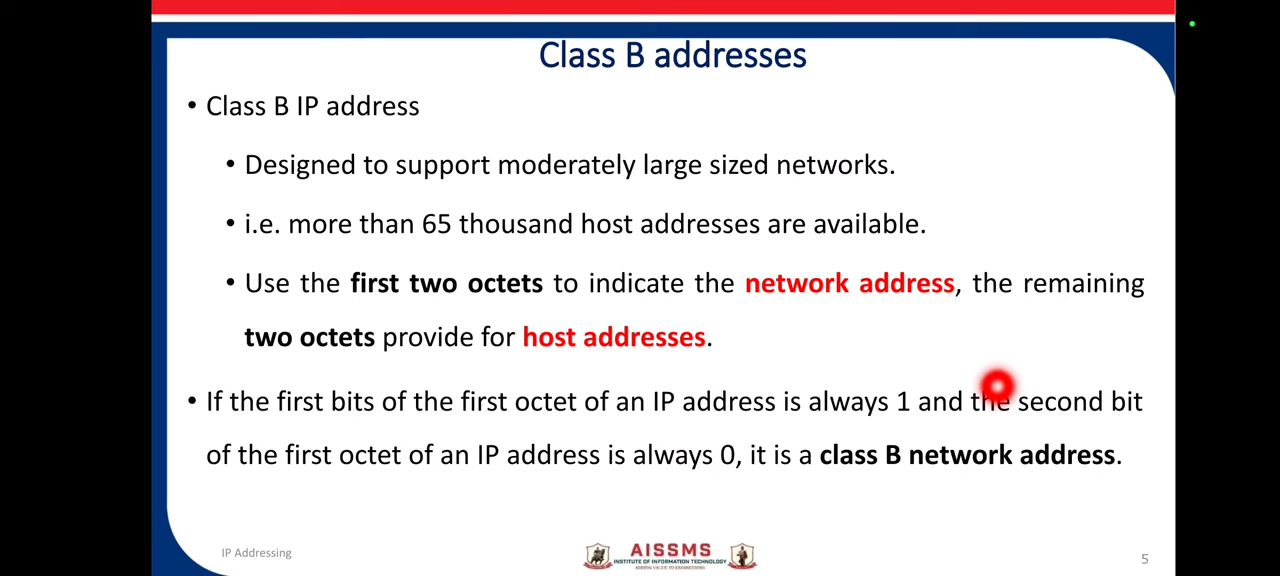 Class B addresses
• Class B IP address
• Designed to support moderately large sized networks.
• i.e. more than 65 thousand host addresses are available.
• Use the first two octets to indicate the network address, the remaining
two octets provide for host addresses.
• If the first bits of the first octet of an IP address is always 1 and the second bit
of the first octet of an IP address is always 0, it is a class B network address.
IP Addressing
AISSMS
INSTITUTE OF INFORMATION TECHNOLOGY
ADDING VALUE TO ENGINEERING
5